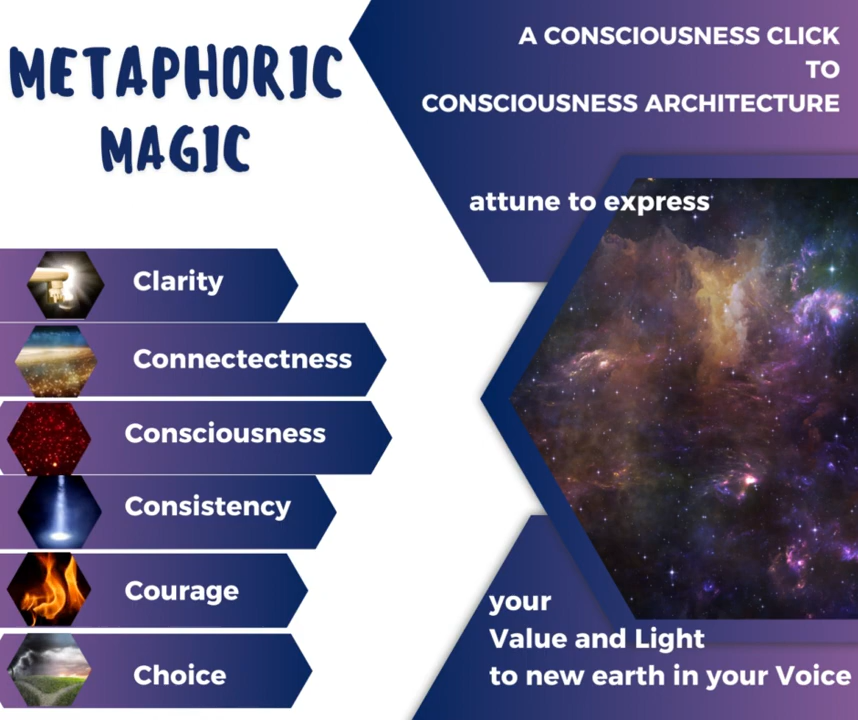 METAPHORIC
MAGIC
A CONSCIOUSNESS CLICK
TO
CONSCIOUSNESS ARCHITECTURE
attune to express
Clarity
Connectectness
Consciousness
Consistency
Courage
Choice
your
Value and Light
to new earth in your Voice